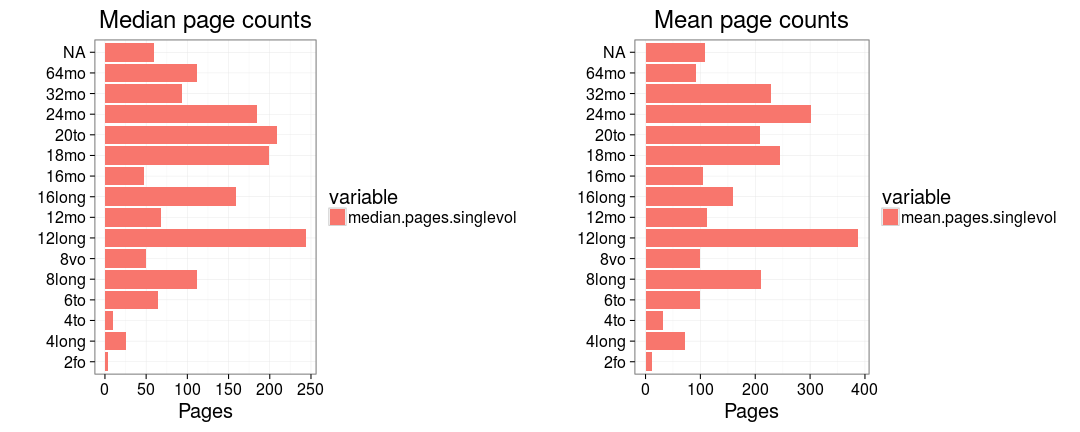 Median page counts
NA
64mo
32mo
24mo
20to
18mo
16mo
16long
12mo
12long
8vo
8long
6to
4to
4long
2fo
0 50 100 150 200 250
Pages
variable
median.pages.singlevol
Mean page counts
NA
64mo
32mo
24mo
20to
18mo
16mo
16long
12mo
12long
8vo
8long
6to
4to
4long
2fo
0 100 200 300 400
Pages
variable
mean.pages.singlevol